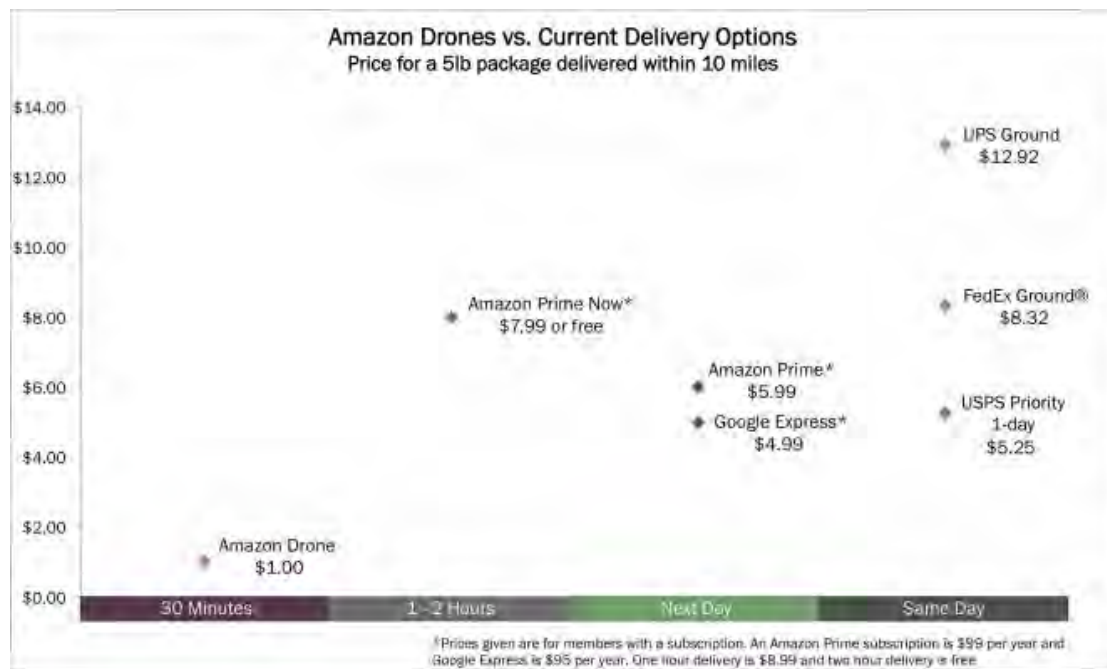 Amazon Drones vs. Current Delivery Options
Price for a 5lb package delivered within 10 miles
$14.00
$12.00
$10.00
$8.00
$6.00
$4.00
$2.00
$0.00
UPS Ground
$12.92
FedEx Ground®
$8.32
Amazon Prime Now*
$7.99 or free
Amazon Prime*
$5.99
Google Express*
$4.99
USPS Priority
1-day
$5.25
Amazon Drone
$1.00
30 Minutes
1 - 2 Hours
Next Day
Same Day
*Prices given are for members with a subscription. An Amazon Prime subscription is $99 per year and
Google Express is $95 per year. One hour delivery is $8.99 and two hour delivery is free